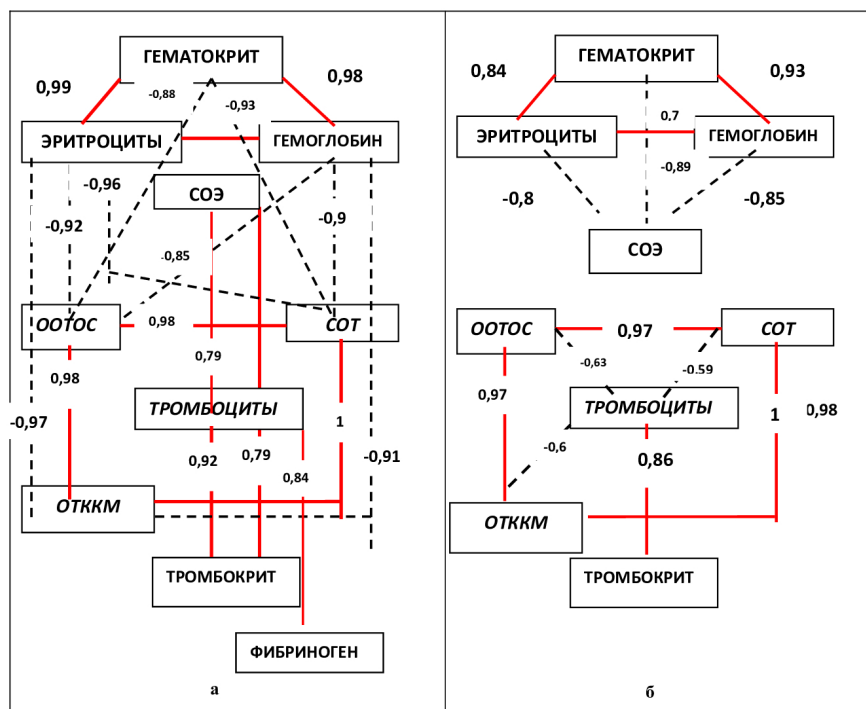 ГЕМАТОКРИТ
0,99
-0,88
-0,93
0,98
ЭРИТРОЦИТЫ
ГЕМОГЛОБИН
-0,96
СОЭ
-0,92
-0,9
-0,85
ООТОС
0,98
СОТ
0,98
0,79
ТРОМБОЦИТЫ
-0,97
1
0,92
0,79
0,84
-0,91
ОТККМ
ТРОМБОКРИТ
ФИБРИНОГЕН
а
ГЕМАТОКРИТ
0,84
0,93
0,7
ЭРИТРОЦИТЫ
ГЕМОГЛОБИН
-0,89
-0,8
-0,85
СОЭ
ООТОС
0,97
СОТ
-0,63
-0.59
0,97
ТРОМБОЦИТЫ
1
0,98
-0,6
0,86
ОТККМ
ТРОМБОКРИТ
б